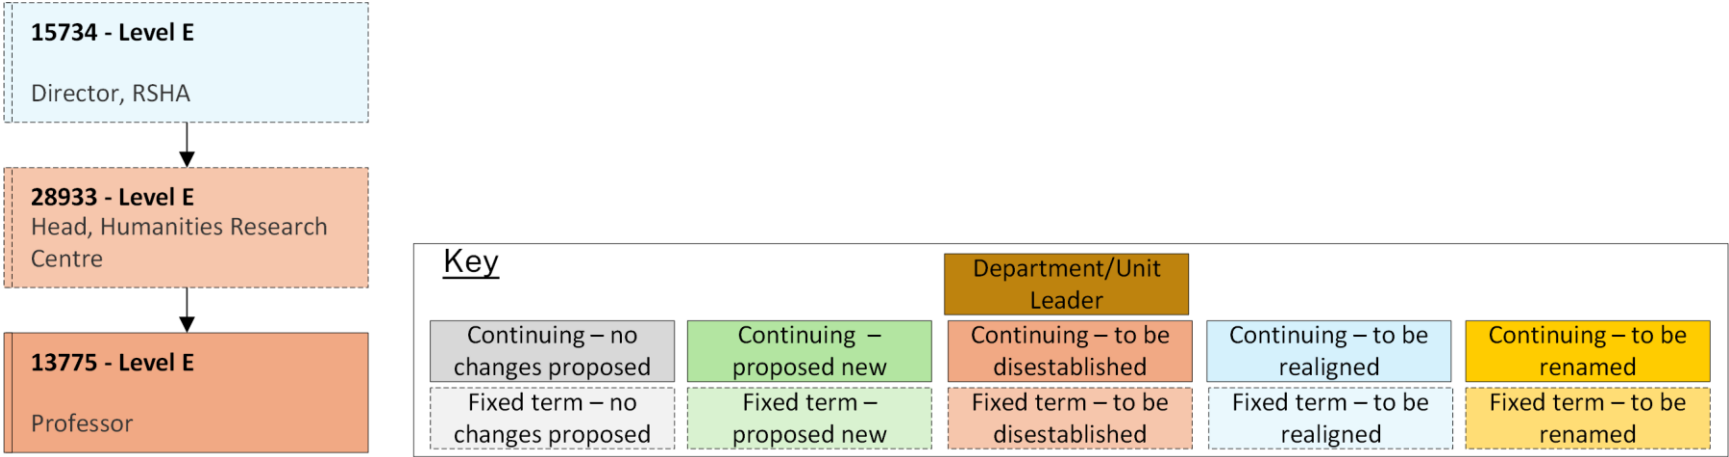 15734 - Level E
Director, RSHA
28933 - Level E
Head, Humanities Research
Centre
13775 - Level E
Professor
Key
Department/Unit
Leader
Continuing – no
changes proposed
Continuing –
proposed new
Continuing – to be
disestablished
Continuing – to be
realigned
Continuing – to be
renamed
Fixed term – no
changes proposed
Fixed term –
proposed new
Fixed term – to be
disestablished
Fixed term – to be
realigned
Fixed term – to be
renamed